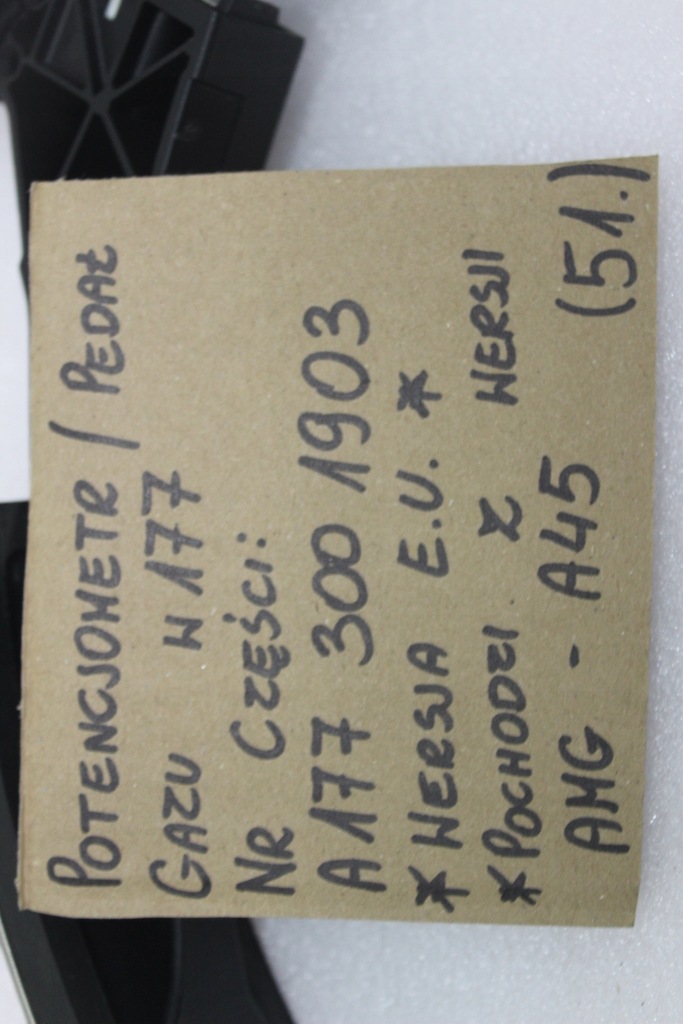 POTENCJOMETR / PEDAŁ
GAZU W177
NR CZĘŚCI:
A177 300 1903
* WERSJA E.U. *
* POCHODZI Z WERSJI
AMG - A45 (51.)